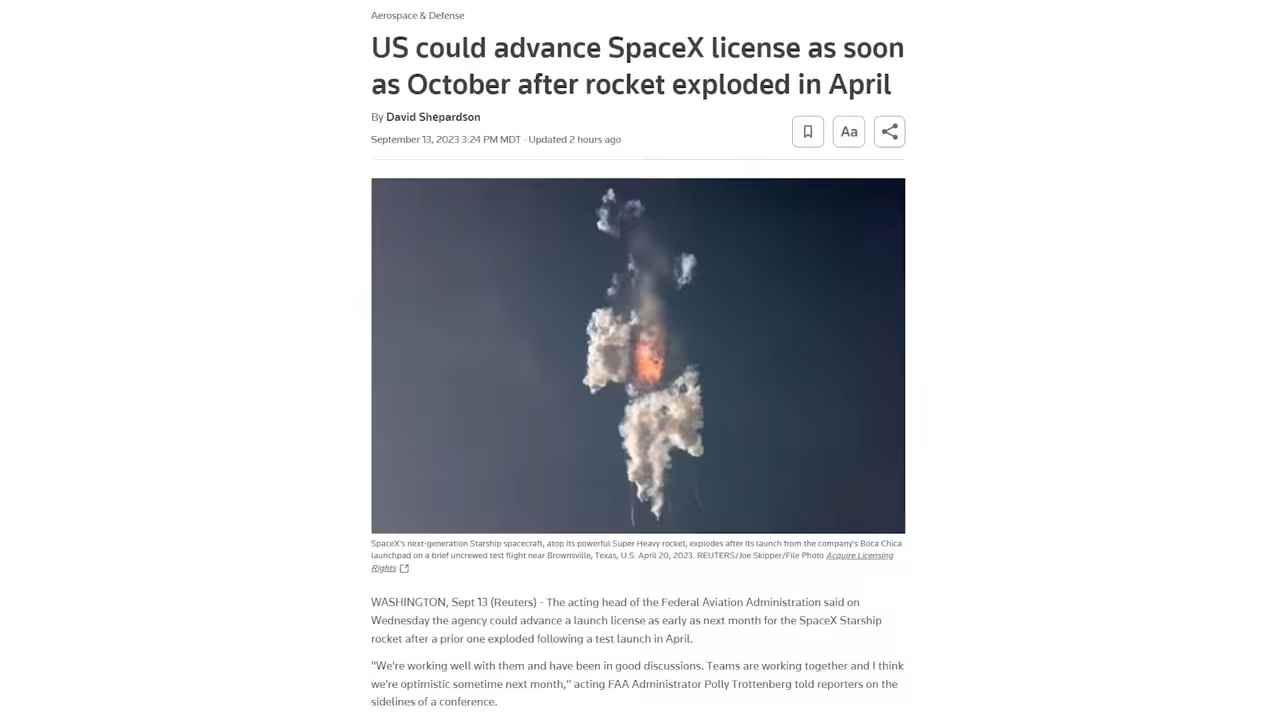 Aerospace & Defense
US could advance SpaceX license as soon
as October after rocket exploded in April
By David Shepardson
September 13, 2023 3:24 PM MDT · Updated 2 hours ago
Aa
SpaceX's next-generation Starship spacecraft, atop its powerful Super Heavy rocket, explodes after its launch from the company's Boca Chica
launchpad on a brief uncrewed test flight near Brownsville, Texas, U.S. April 20, 2023. REUTERS/Joe Skipper/File Photo Acquire Licensing
Rights
WASHINGTON, Sept 13 (Reuters) - The acting head of the Federal Aviation Administration said on
Wednesday the agency could advance a launch license as early as next month for the SpaceX Starship
rocket after a prior one exploded following a test launch in April.
"We're working well with them and have been in good discussions. Teams are working together and I think
we're optimistic sometime next month," acting FAA Administrator Polly Trottenberg told reporters on the
sidelines of a conference.